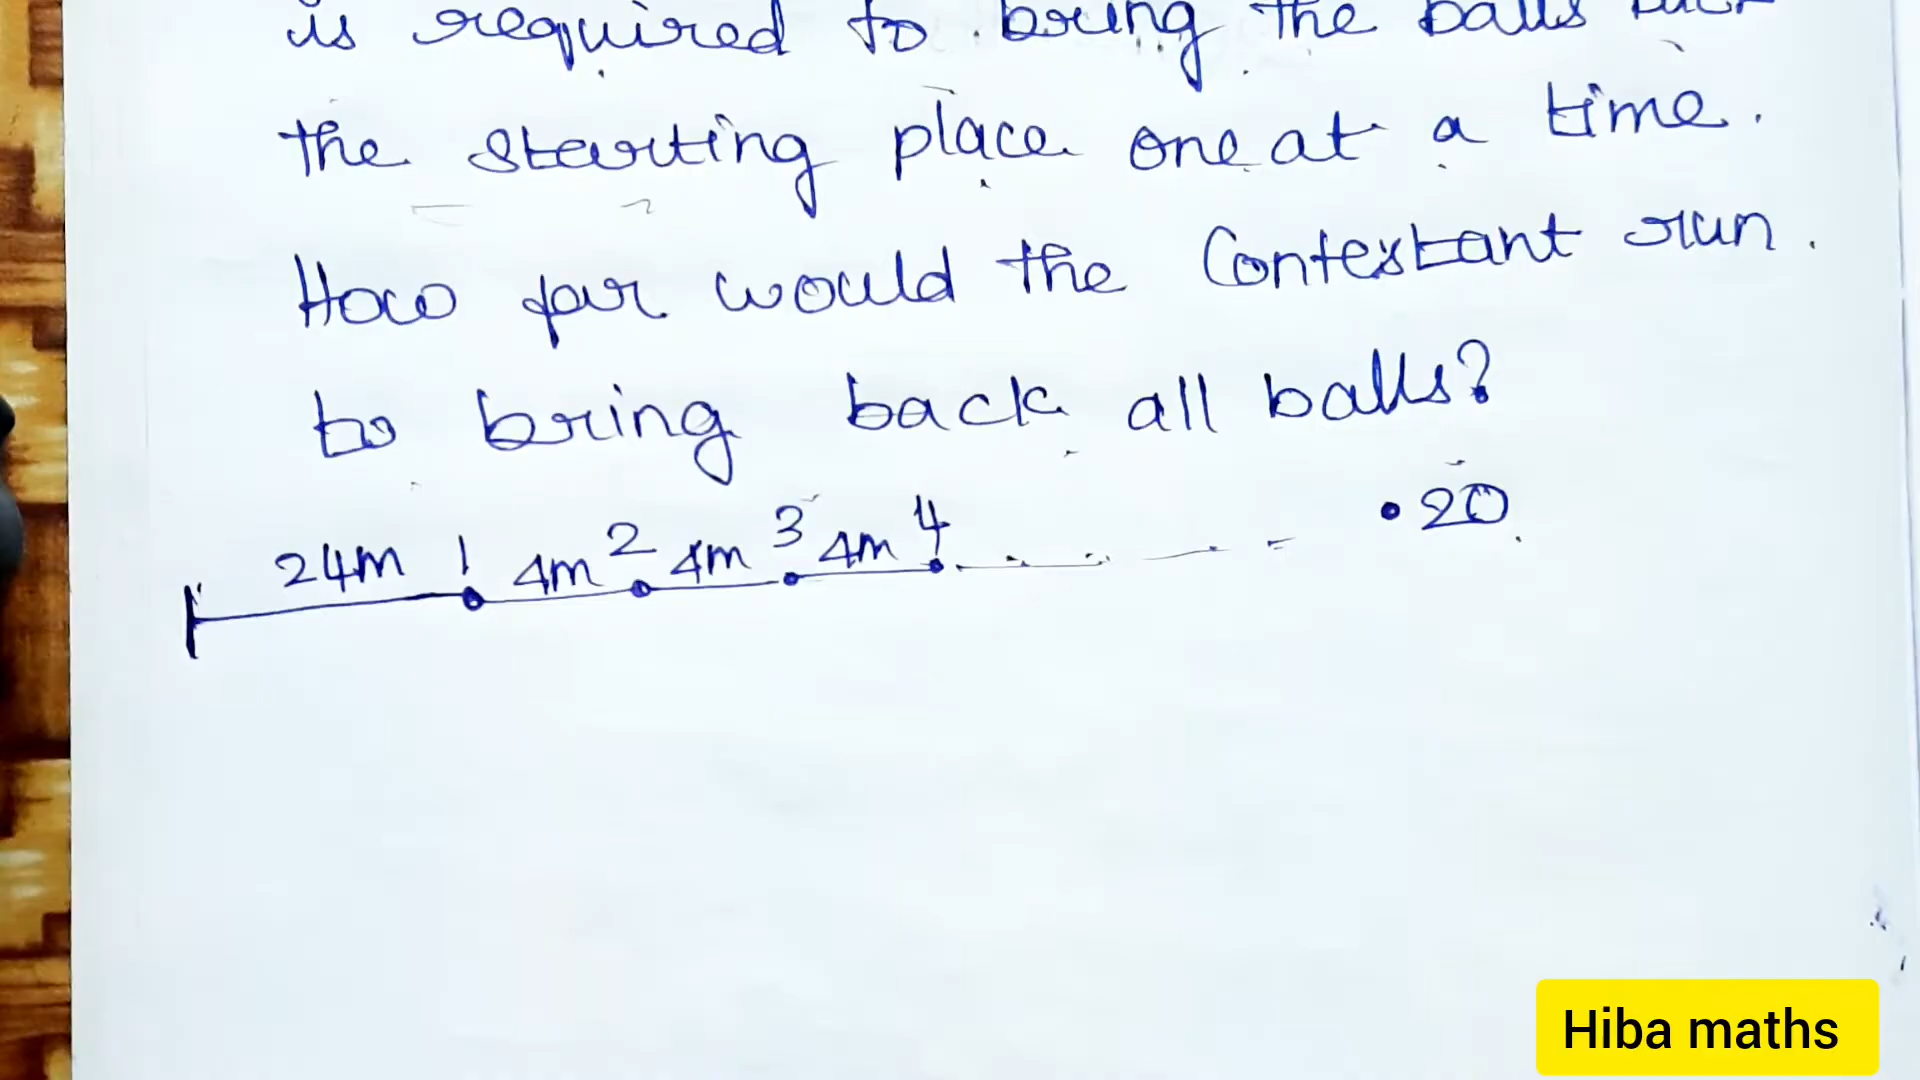 is required to bring the balls back
the starting place one at a time.
How far would the Contestant run.
to bring back all balls?
24m 1 4m 2 4m 3 4m 4 20
Hiba maths